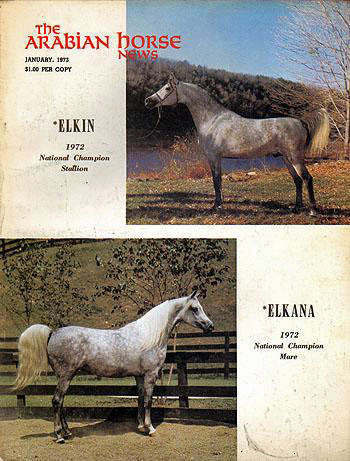 THE
ARABIAN HORSE
NEWS
JANUARY, 1973
$1.00 PER COPY
*ELKIN
1972
National Champion
Stallion
*ELKANA
1972
National Champion
Mare